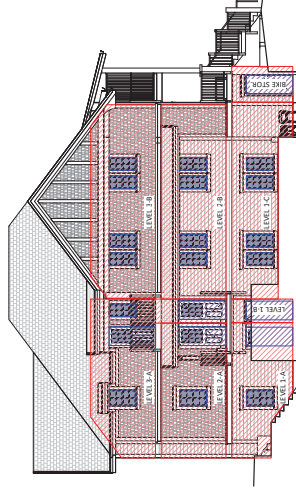 BIKE STOR.
LEVEL 3-B
LEVEL 2-B
LEVEL 1-C
LEVEL 1-B
LEVEL 3-A
LEVEL 2-A
LEVEL 1-A